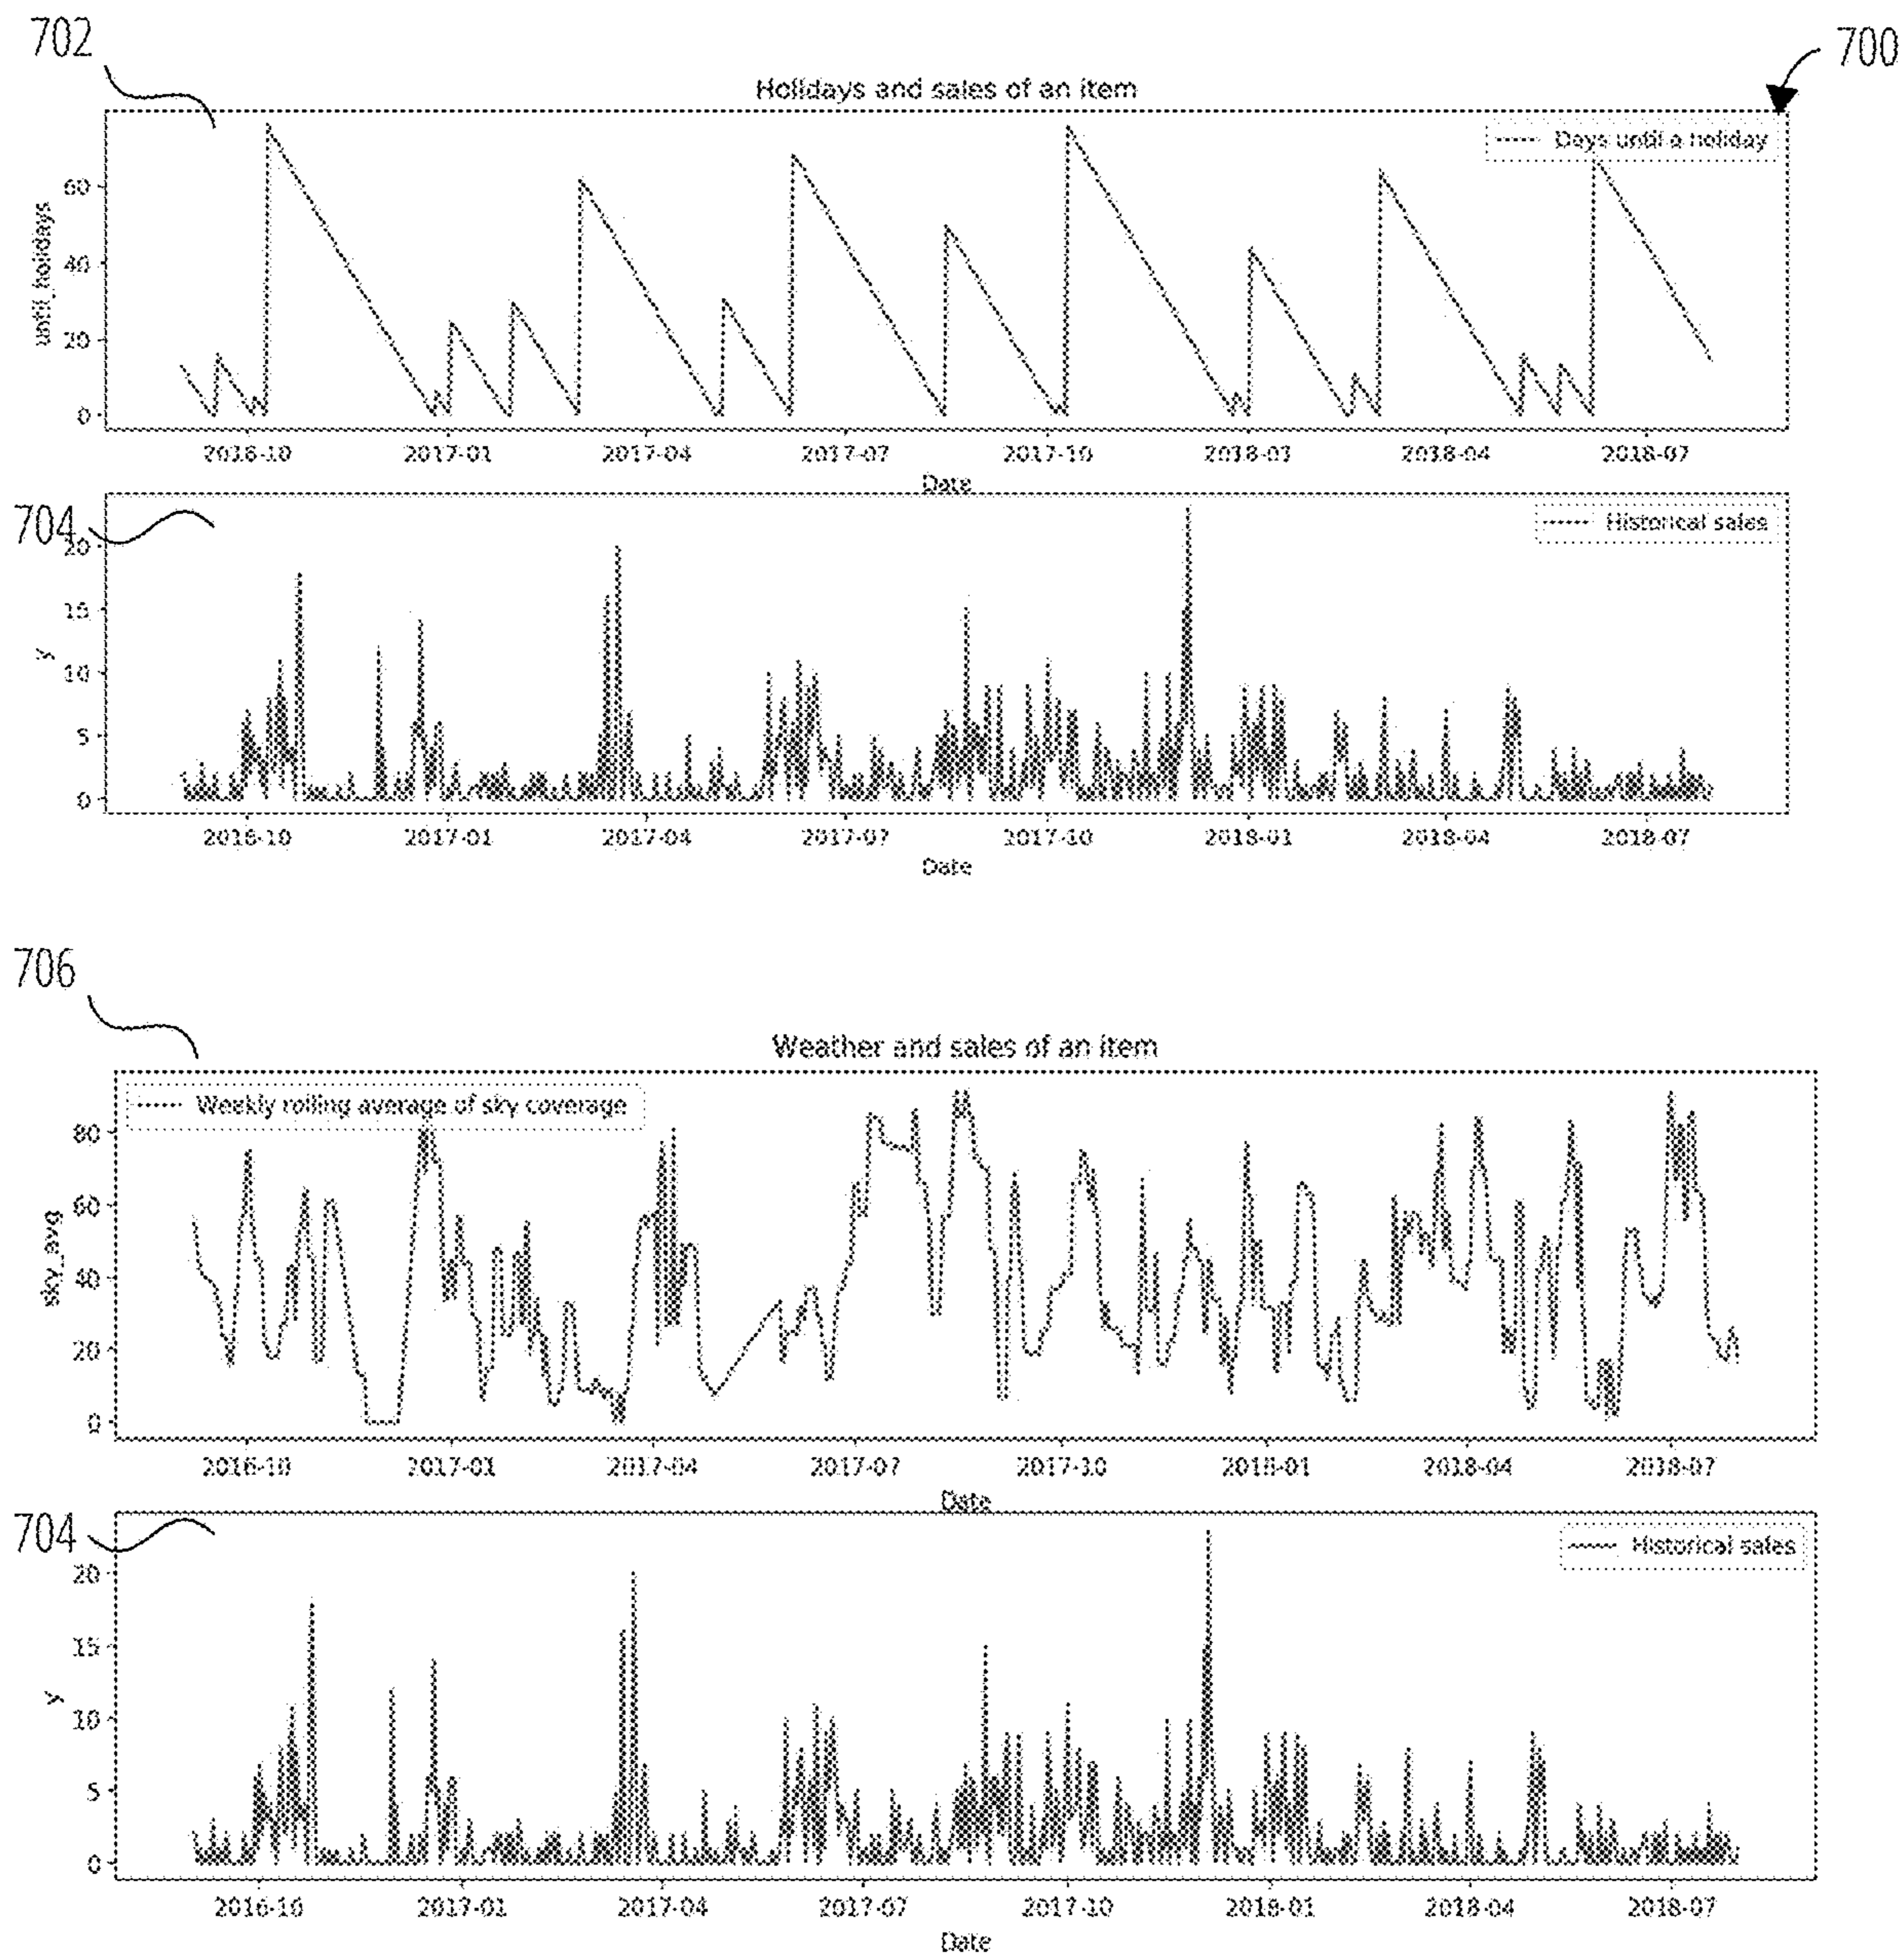 702
700
Holidays and sales of an item
Days until a holiday
until_holidays
60
40
20
0
2016-10 2017-01 2017-04 2017-07 2017-10 2018-01 2018-04 2018-07
Date
704
Historical sales
y
20
15
10
5
0
2016-10 2017-01 2017-04 2017-07 2017-10 2018-01 2018-04 2018-07
Date
706
Weather and sales of an item
Weekly rolling average of sky coverage
sky_avg
80
60
40
20
0
2016-10 2017-01 2017-04 2017-07 2017-10 2018-01 2018-04 2018-07
Date
704
Historical sales
y
20
15
10
5
0
2016-10 2017-01 2017-04 2017-07 2017-10 2018-01 2018-04 2018-07
Date